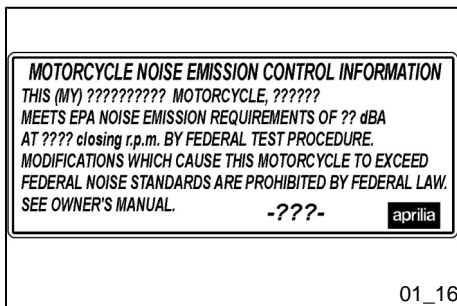 MOTORCYCLE NOISE EMISSION CONTROL INFORMATION
THIS (MY) ?????????? MOTORCYCLE, ??????
MEETS EPA NOISE EMISSION REQUIREMENTS OF ?? dBA
AT ???? closing r.p.m. BY FEDERAL TEST PROCEDURE.
MODIFICATIONS WHICH CAUSE THIS MOTORCYCLE TO EXCEED
FEDERAL NOISE STANDARDS ARE PROHIBITED BY FEDERAL LAW.
SEE OWNER'S MANUAL.
-???-
aprilia
01_16